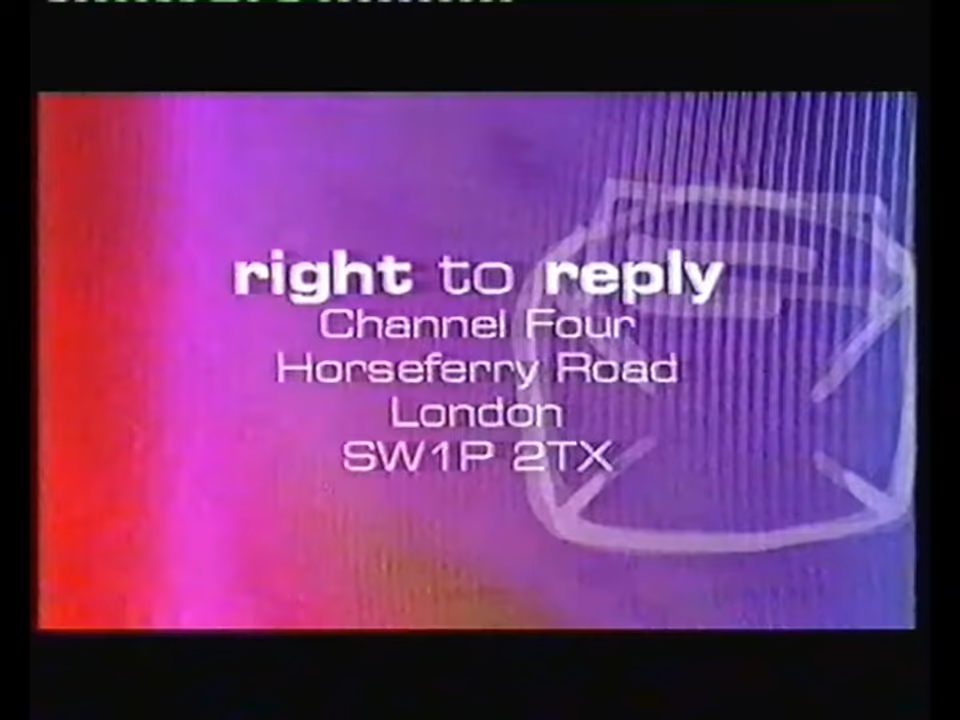 right to reply
Channel Four
Horseferry Road
London
SW1P 2TX